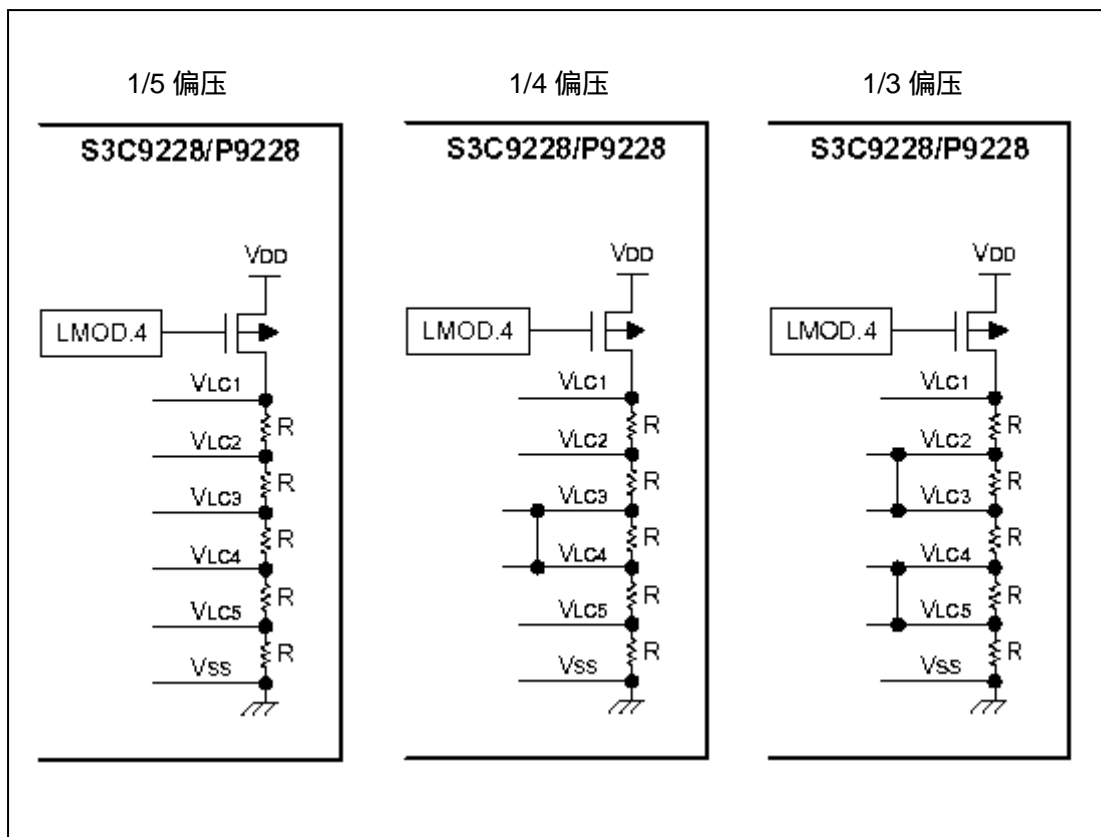 1/5 偏压
S3C9228/P9228
VDD
LMOD.4
VLC1
R
VLC2
R
VLC3
R
VLC4
R
VLC5
R
VSS
1/4 偏压
S3C9228/P9228
VDD
LMOD.4
VLC1
R
VLC2
R
VLC3
R
VLC4
R
VLC5
R
VSS
1/3 偏压
S3C9228/P9228
VDD
LMOD.4
VLC1
R
VLC2
R
VLC3
R
VLC4
R
VLC5
R
VSS